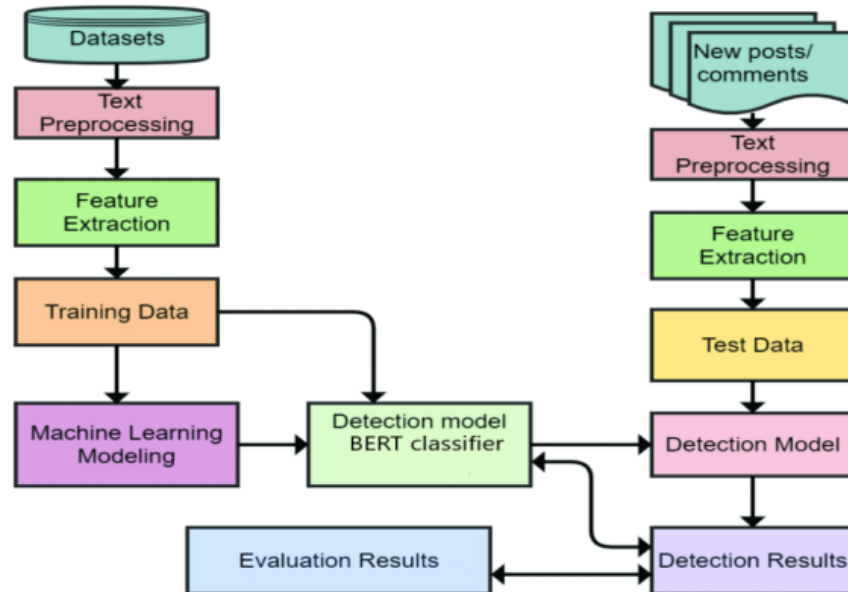 Datasets
Text
Preprocessing
Feature
Extraction
Training Data
Machine Learning
Modeling
Detection model
BERT classifier
Evaluation Results
New posts/
comments
Text
Preprocessing
Feature
Extraction
Test Data
Detection Model
Detection Results